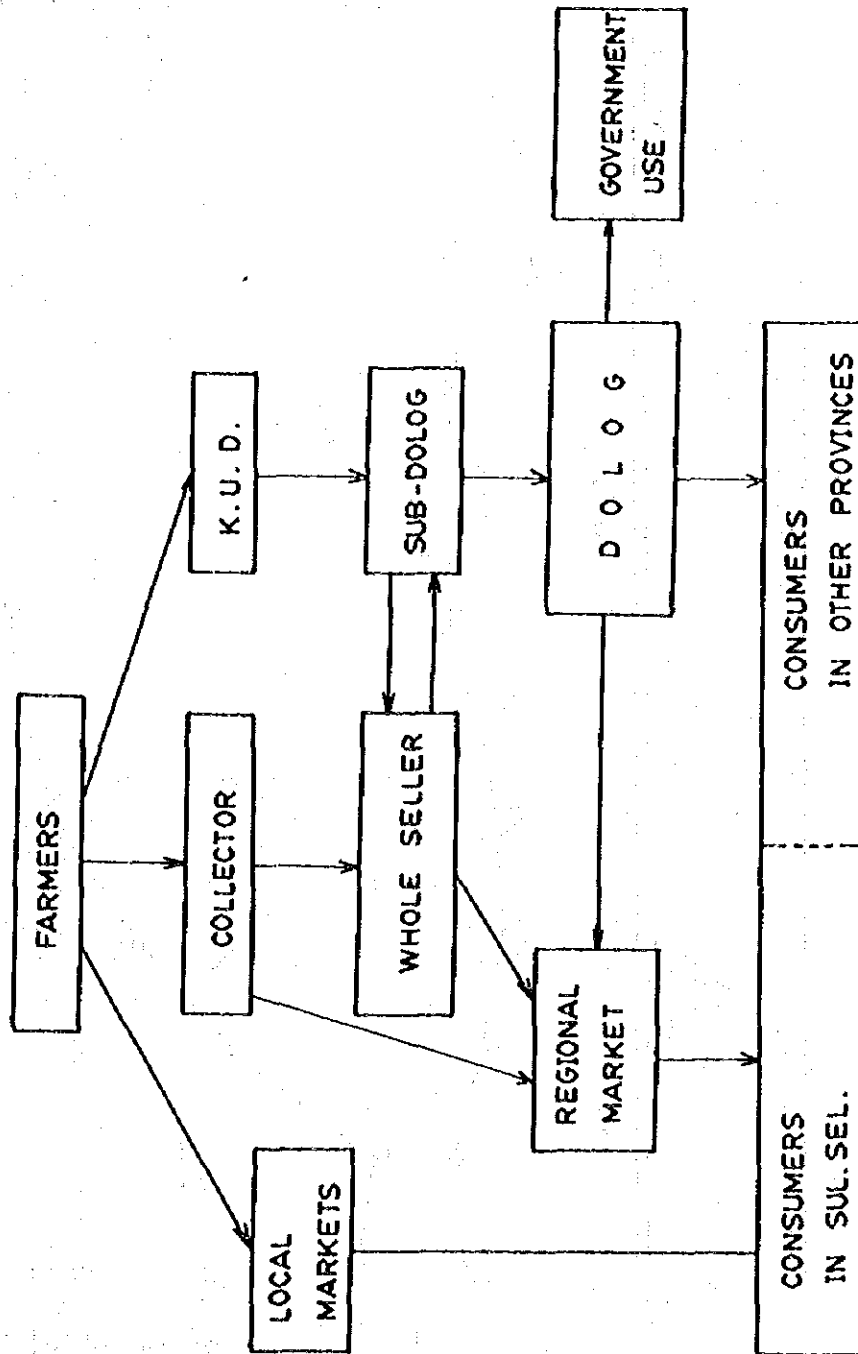 FARMERS
COLLECTOR
K.U.D.
LOCAL
MARKETS
WHOLE SELLER
SUB-DOLOG
REGIONAL
MARKET
D O L O G
GOVERNMENT
USE
CONSUMERS
IN SUL.SEL.
CONSUMERS
IN OTHER PROVINCES